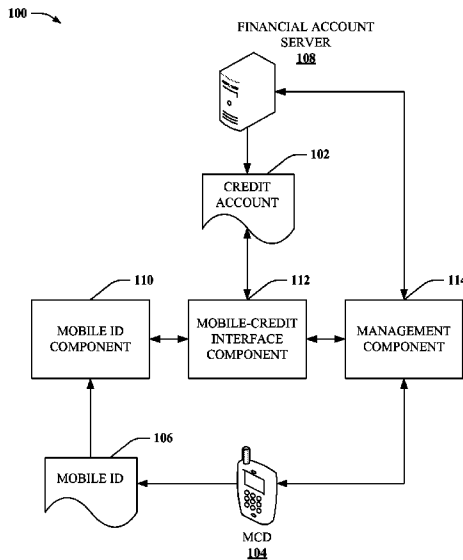 100
FINANCIAL ACCOUNT
SERVER
108
102
CREDIT
ACCOUNT
110
112
114
MOBILE ID
COMPONENT
MOBILE-CREDIT
INTERFACE
COMPONENT
MANAGEMENT
COMPONENT
106
MOBILE ID
MCD
104